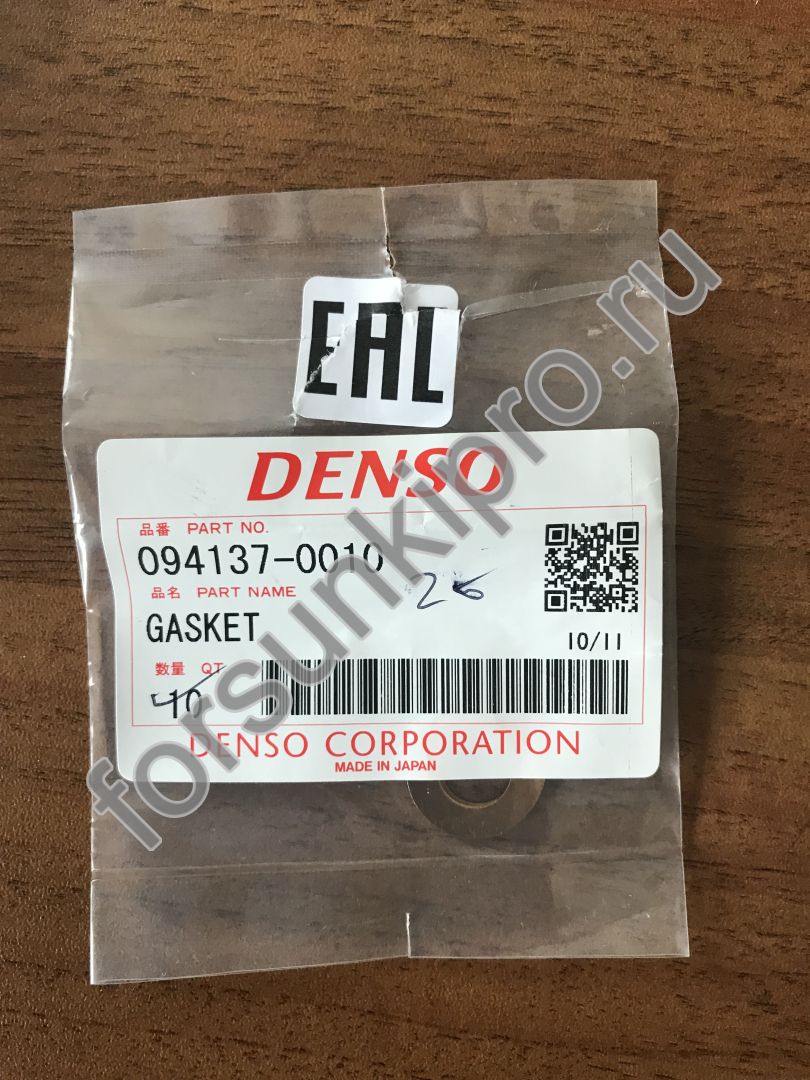 EAC
DENSO
品番 PART NO.
094137-0010
品名 PART NAME
26
GASKET
10/11
数量 QT
10
DENSO CORPORATION
MADE IN JAPAN
forsunkipro.ru